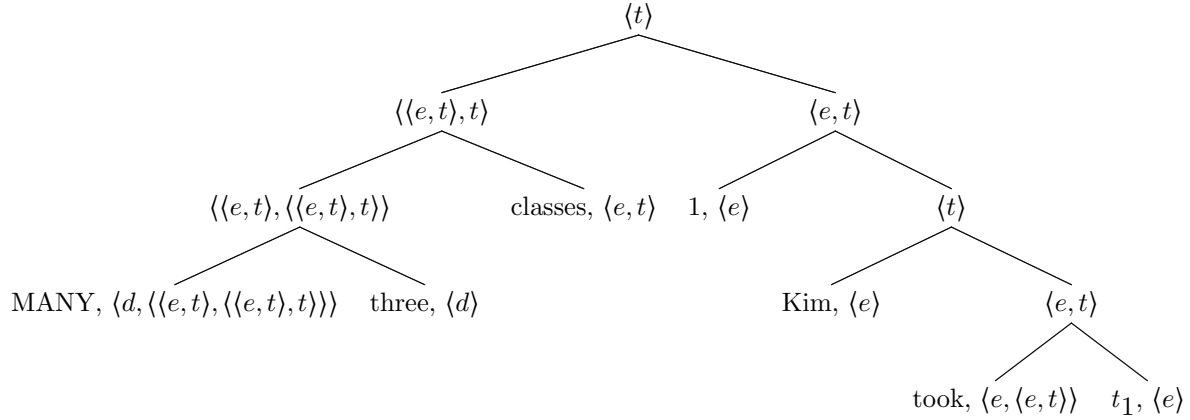 ⟨t⟩
⟨⟨e, t⟩, t⟩ ⟨e, t⟩
⟨⟨e, t⟩, ⟨⟨e, t⟩, t⟩⟩ classes, ⟨e, t⟩ 1, ⟨e⟩ ⟨t⟩
MANY, ⟨d, ⟨⟨e, t⟩, ⟨⟨e, t⟩, t⟩⟩⟩ three, ⟨d⟩ Kim, ⟨e⟩ ⟨e, t⟩
took, ⟨e, ⟨e, t⟩⟩ t₁, ⟨e⟩